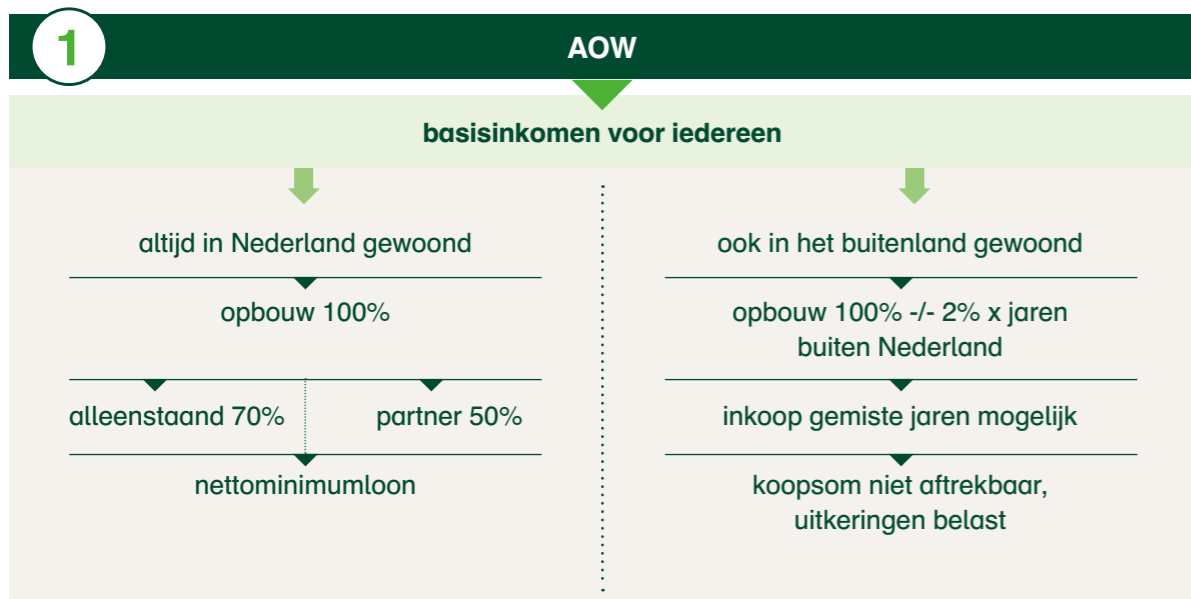 1
AOW
basisinkomen voor iedereen
altijd in Nederland gewoond
opbouw 100%
alleenstaand 70%
partner 50%
nettominimumloon
ook in het buitenland gewoond
opbouw 100% -/- 2% x jaren
buiten Nederland
inkoop gemiste jaren mogelijk
koopsom niet aftrekbaar,
uitkeringen belast